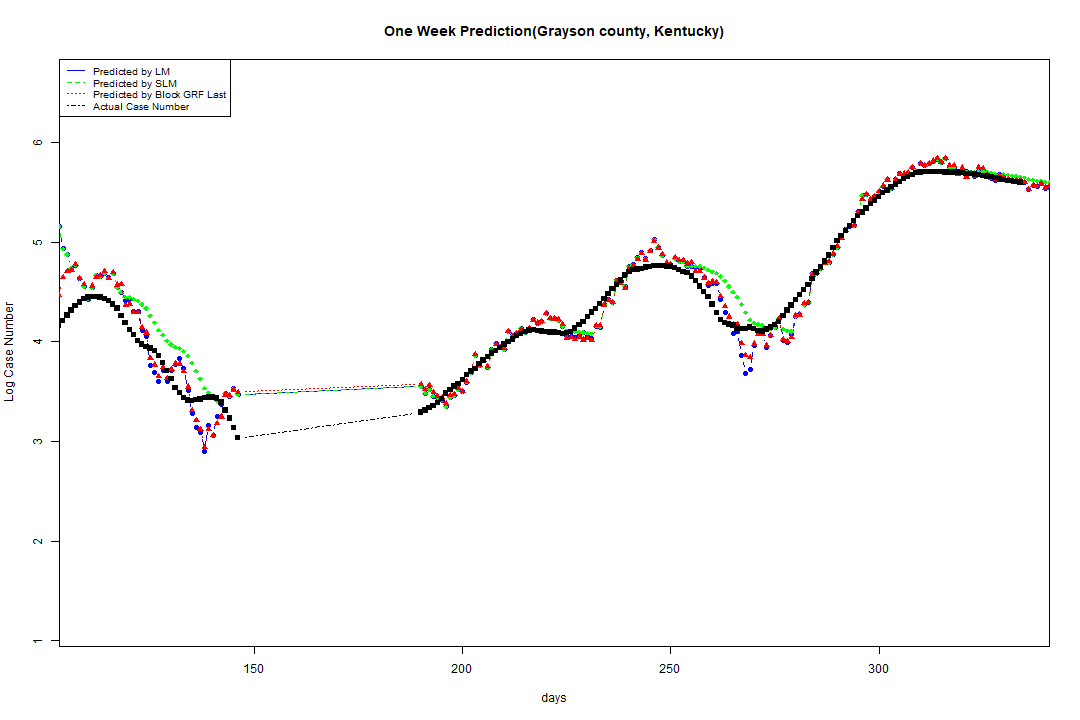 One Week Prediction(Grayson county, Kentucky)
Predicted by LM
Predicted by SLM
Predicted by Block GRF Last
Actual Case Number
6
5
4
3
2
1
Log Case Number
150 200 250 300
days